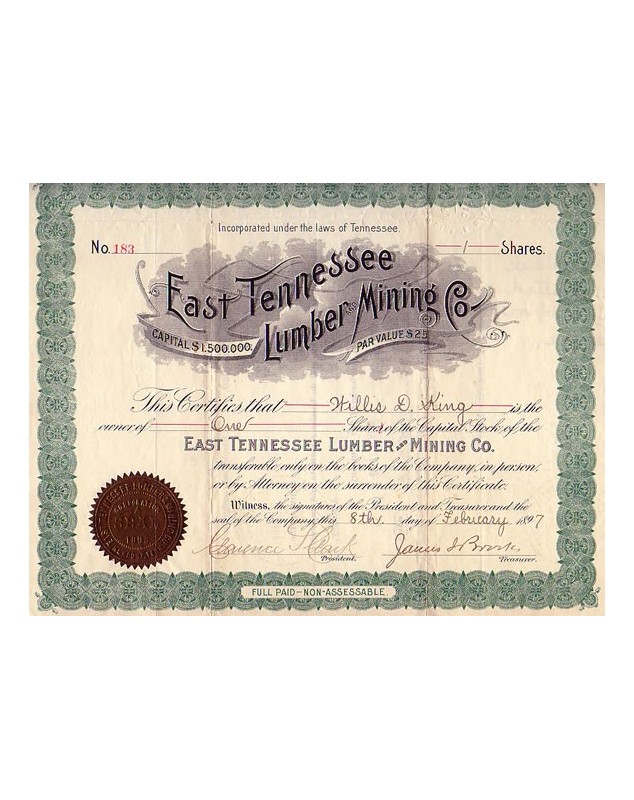 Incorporated under the laws of Tennessee.
No. 183 1 Shares.
East Tennessee
Lumber AND Mining Co
CAPITAL $1,500,000. PAR VALUE $25
This Certifies that Willis D. King is the
owner of One Shares of the Capital Stock of the
EAST TENNESSEE LUMBER AND MINING CO.
transferable only on the books of the Company, in person,
or by Attorney on the surrender of this Certificate.
Witness, the signatures of the President and Treasurer and the
seal of the Company, this 8th. day of February 1897
Clarence
President. Treasurer.
FULL PAID–NON-ASSESSABLE.